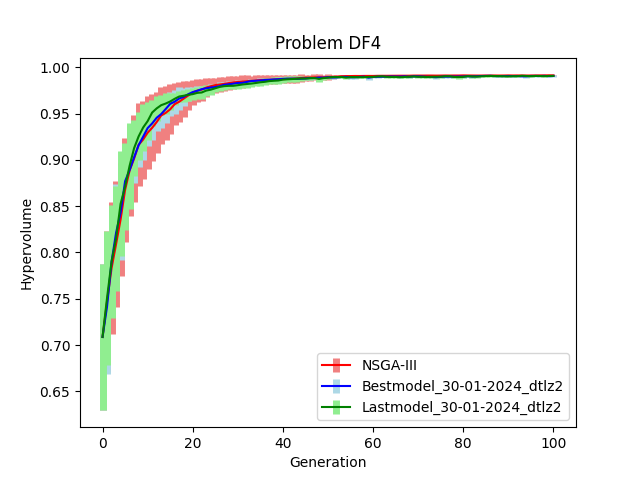 Problem DF4
1.00
0.95
0.90
0.85
0.80
0.75
0.70
0.65
Hypervolume
NSGA-III
Bestmodel_30-01-2024_dtlz2
Lastmodel_30-01-2024_dtlz2
0 20 40 60 80 100
Generation